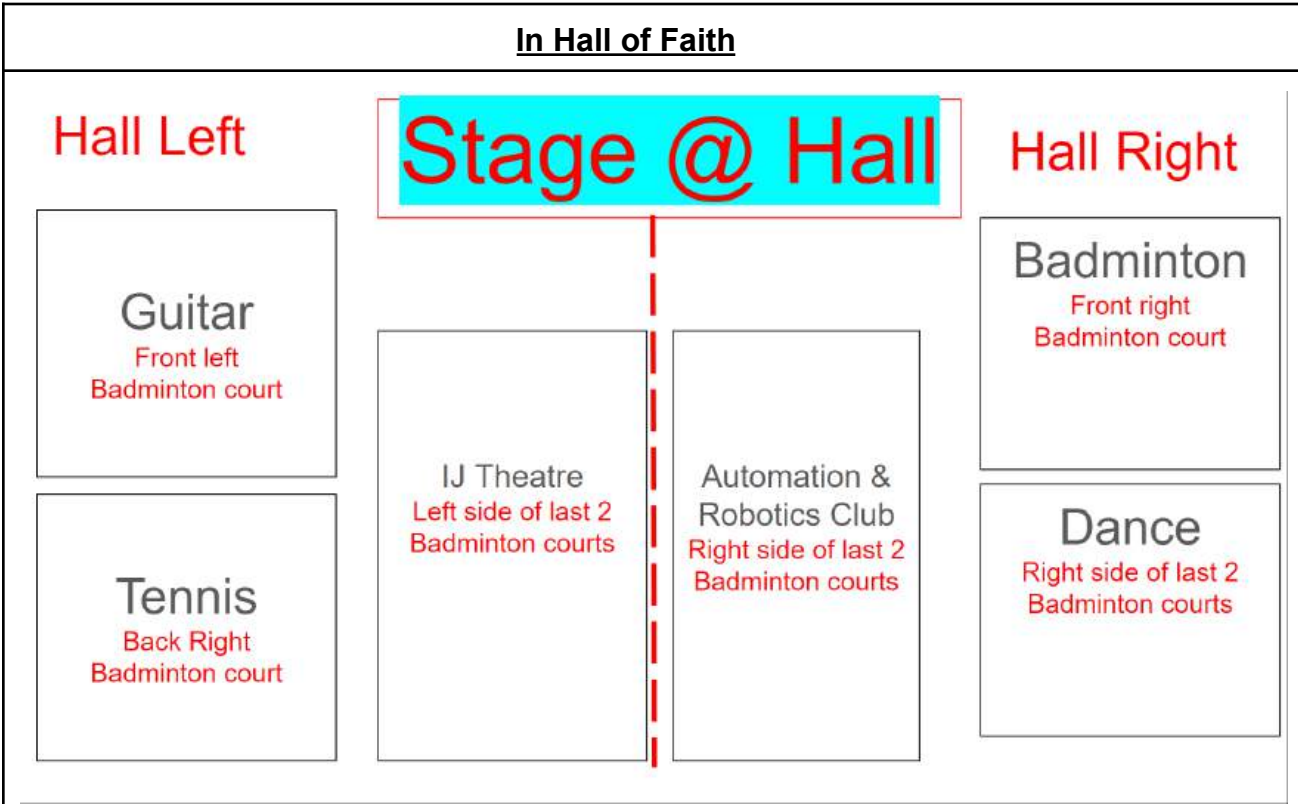 In Hall of Faith
Hall Left
Stage @ Hall
Hall Right
Guitar
Front left
Badminton court
Tennis
Back Right
Badminton court
IJ Theatre
Left side of last 2
Badminton courts
Automation &
Robotics Club
Right side of last 2
Badminton courts
Badminton
Front right
Badminton court
Dance
Right side of last 2
Badminton courts